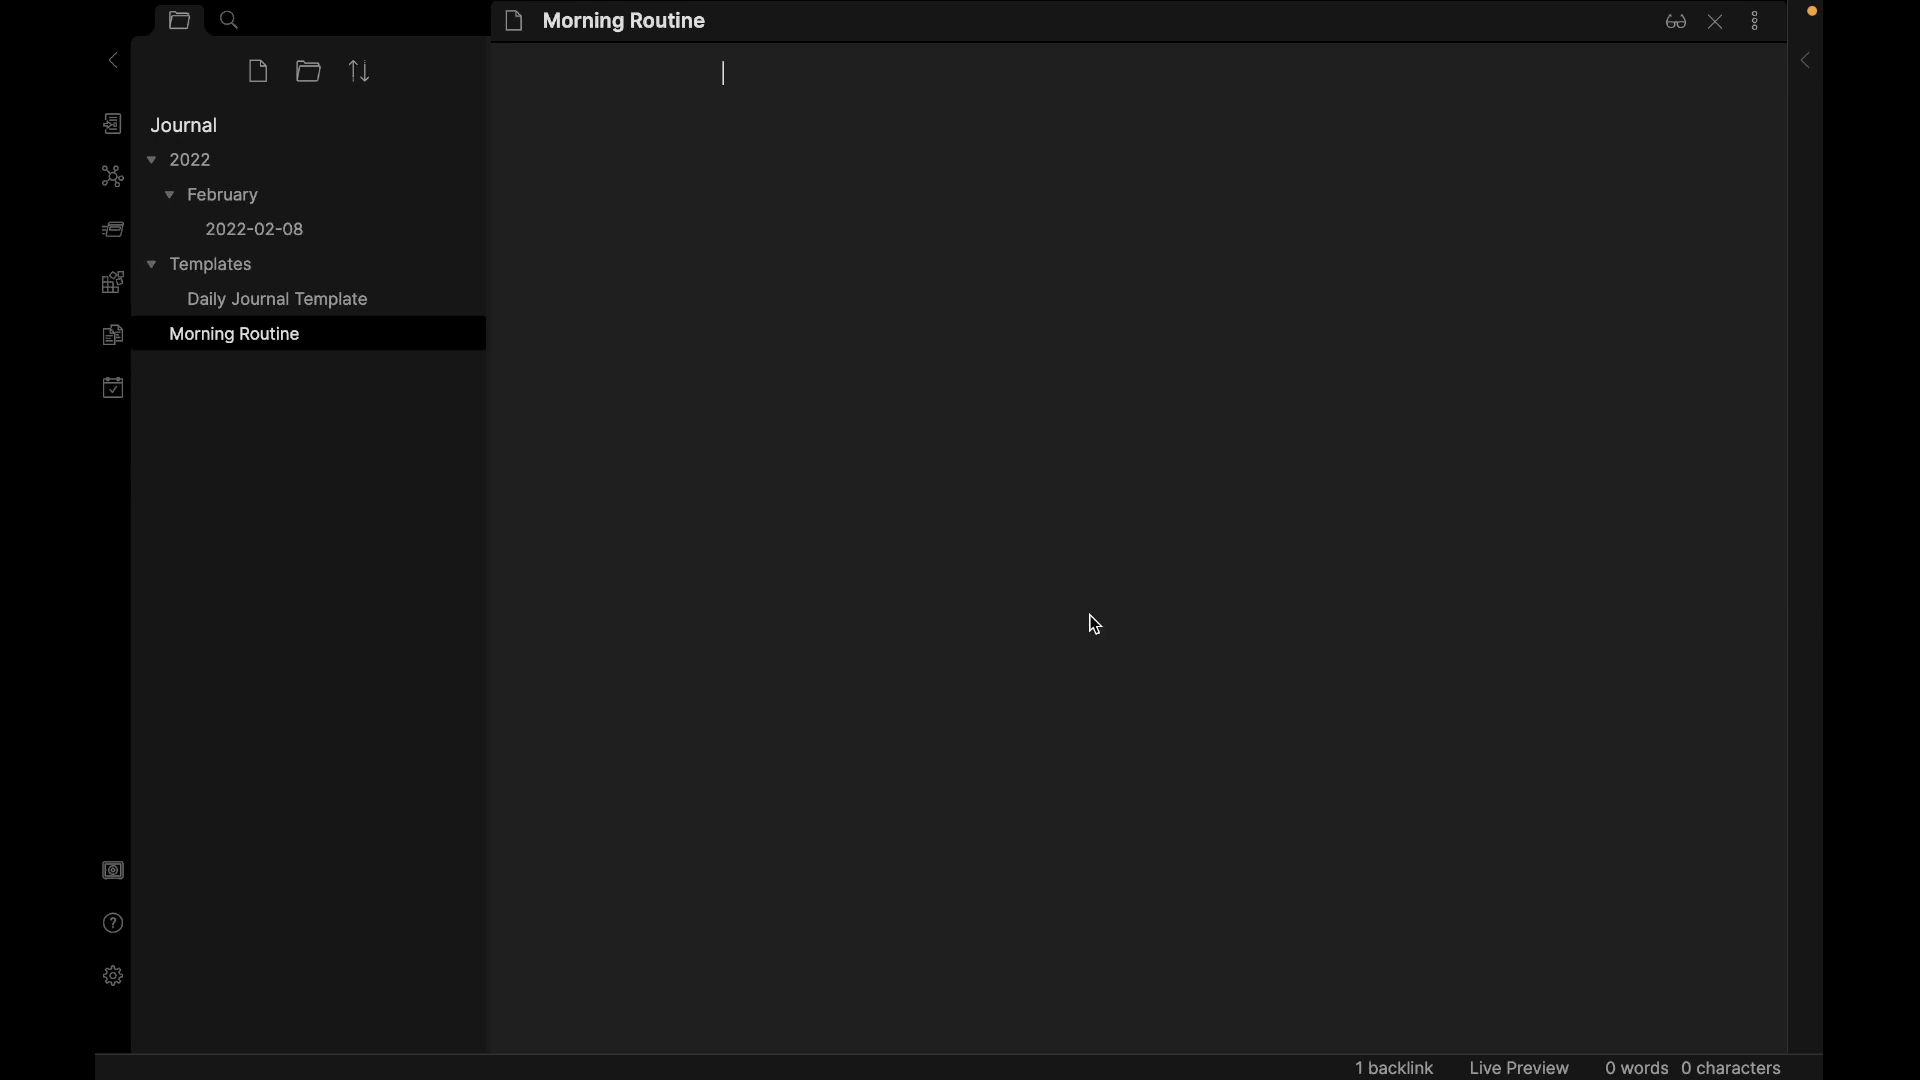 Morning Routine
Journal
2022
February
2022-02-08
Templates
Daily Journal Template
Morning Routine
1 backlink Live Preview 0 words 0 characters